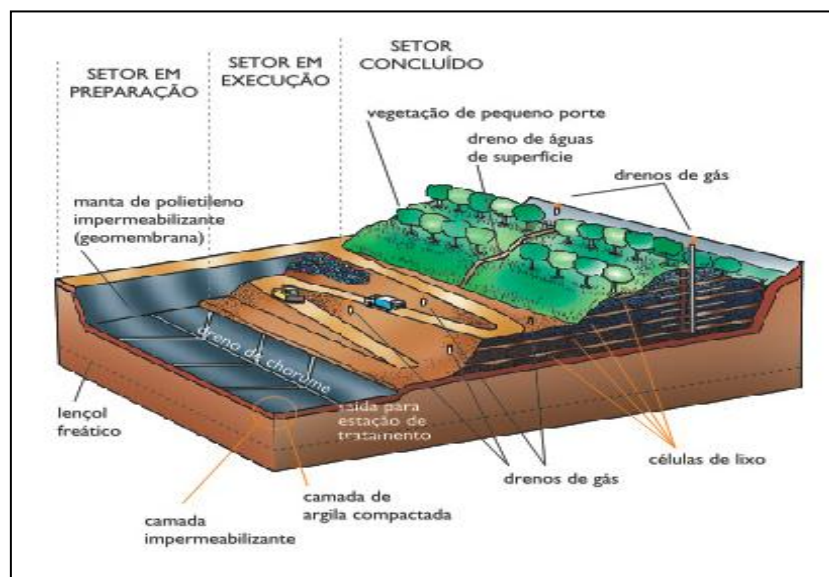 SETOR EM
PREPARAÇÃO
SETOR EM
EXECUÇÃO
SETOR
CONCLUÍDO
vegetação de pequeno porte
dreno de águas
de superfície
drenos de gás
manta de polietileno
impermeabilizante
(geomembrana)
dreno de chorume
saída para
estação de
tratamento
lençol
freático
células de lixo
drenos de gás
camada de
argila compactada
camada
impermeabilizante